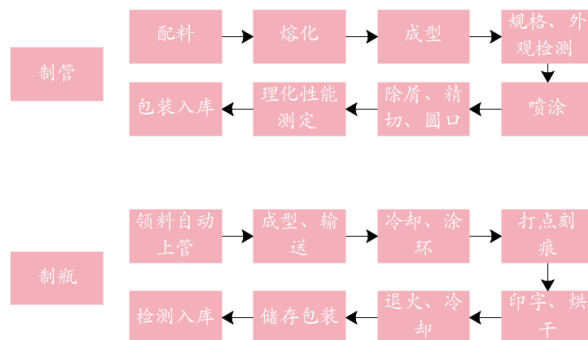 制管
配料
熔化
成型
规格、外
观检测
包装入库
理化性能
测定
除屑、精
切、圆口
喷涂
制瓶
领料自动
上管
成型、输
送
冷却、涂
环
打点刻
痕
检测入库
储存包装
退火、冷
却
印字、烘
干